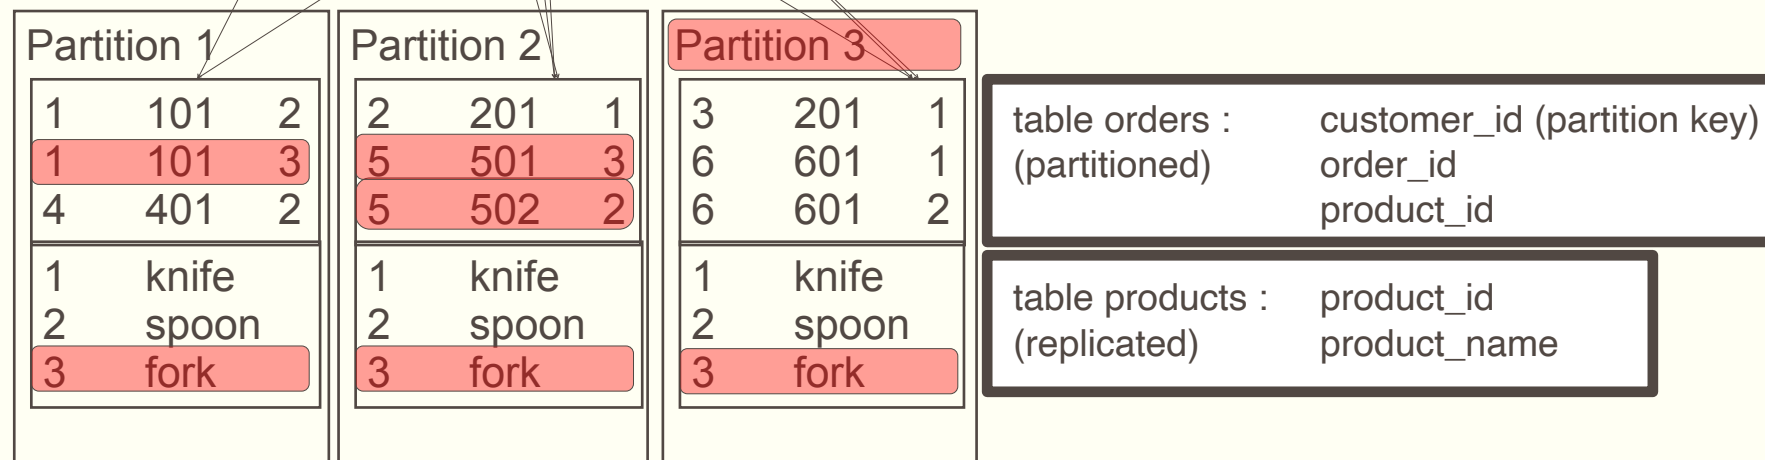 Partition 1
1 101 2
1 101 3
4 401 2
1 knife
2 spoon
3 fork
Partition 2
2 201 1
5 501 3
5 502 2
1 knife
2 spoon
3 fork
Partition 3
3 201 1
6 601 1
6 601 2
1 knife
2 spoon
3 fork
table orders : customer_id (partition key)
(partitioned) order_id
product_id
table products : product_id
(replicated) product_name